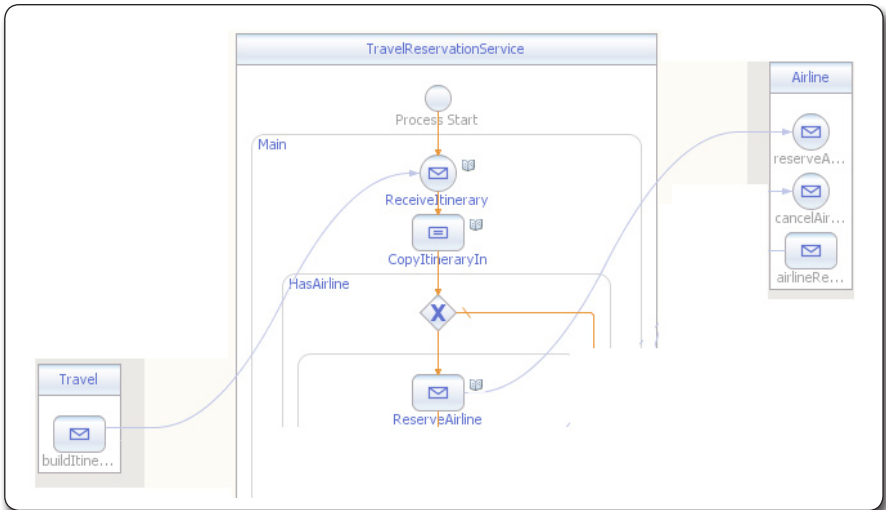 TravelReservationService
Airline
Process Start
Main
reserveA...
ReceiveItinerary
cancelAir...
CopyItineraryIn
airlineRe...
HasAirline
X
Travel
ReserveAirline
buildItine...